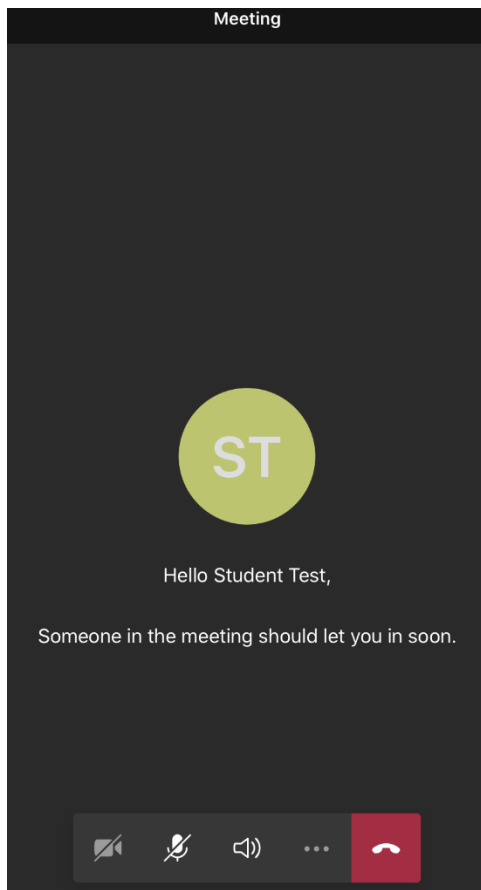 Meeting
ST
Hello Student Test,
Someone in the meeting should let you in soon.